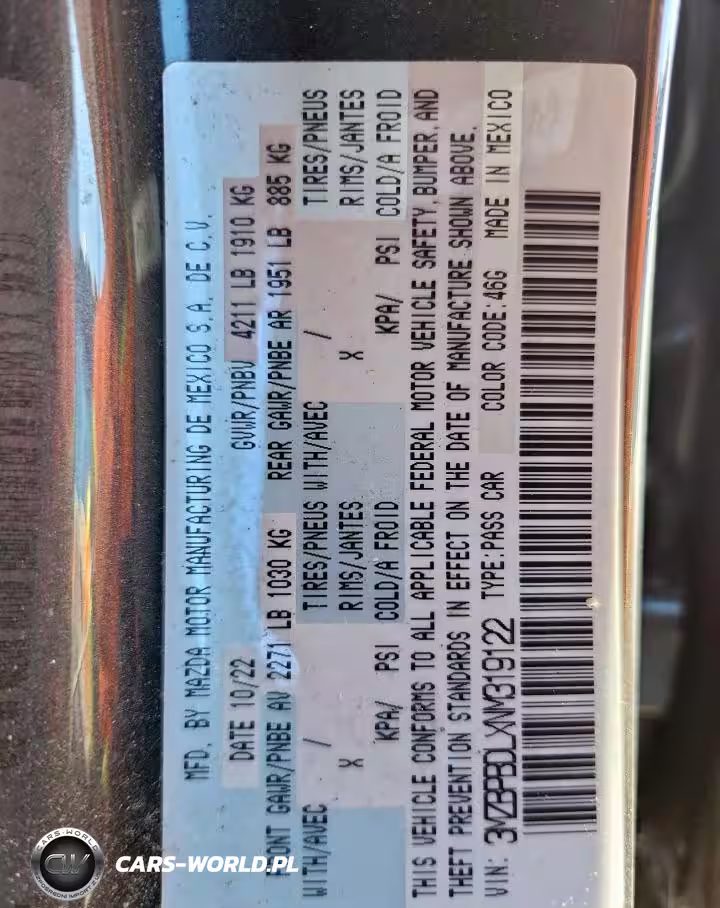 MFD. BY MAZDA MOTOR MANUFACTURING DE MEXICO S.A. DE C.V.
DATE 10/22 GVWR/PNBV 4211 LB 1910 KG
FRONT GAWR/PNBE AV 2271 LB 1030 KG REAR GAWR/PNBE AR 1951 LB 885 KG
WITH/AVEC / TIRES/PNEUS WITH/AVEC / TIRES/PNEUS
X RIMS/JANTES X RIMS/JANTES
KPA/ PSI COLD/A FROID KPA/ PSI COLD/A FROID
THIS VEHICLE CONFORMS TO ALL APPLICABLE FEDERAL MOTOR VEHICLE SAFETY, BUMPER, AND
THEFT PREVENTION STANDARDS IN EFFECT ON THE DATE OF MANUFACTURE SHOWN ABOVE.
VIN: 3MZBPBDLXNM319122 TYPE:PASS CAR COLOR CODE:46G MADE IN MEXICO
CARS-WORLD
CW
CARS-WORLD.PL